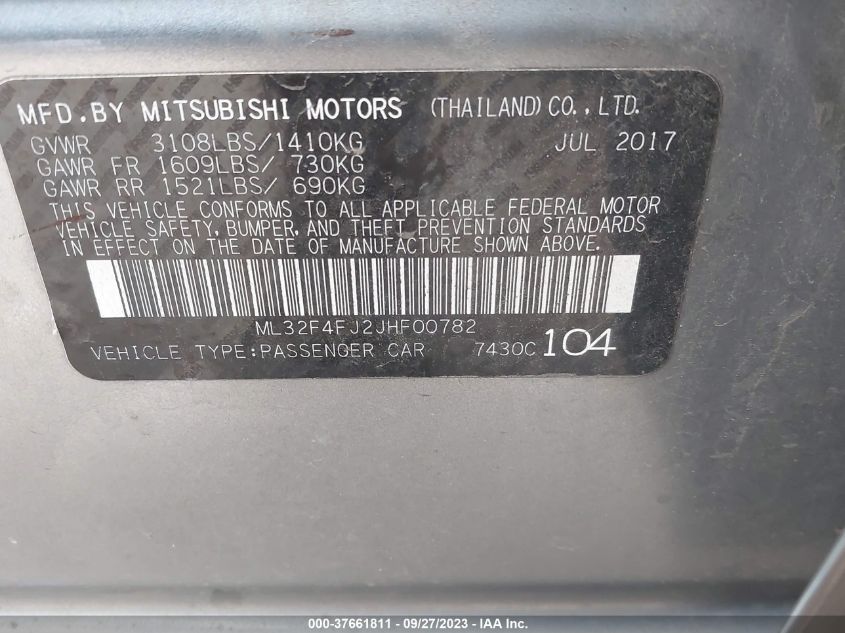 MFD.BY MITSUBISHI MOTORS (THAILAND)CO.,LTD.
GVWR 3108LBS/1410KG JUL 2017
GAWR FR 1609LBS/ 730KG
GAWR RR 1521LBS/ 690KG
THIS VEHICLE CONFORMS TO ALL APPLICABLE FEDERAL MOTOR
VEHICLE SAFETY, BUMPER, AND THEFT PREVENTION STANDARDS
IN EFFECT ON THE DATE OF MANUFACTURE SHOWN ABOVE.
ML32F4FJ2JHF00782
VEHICLE TYPE:PASSENGER CAR 7430C 104
000-37661811 - 09/27/2023 - IAA Inc.